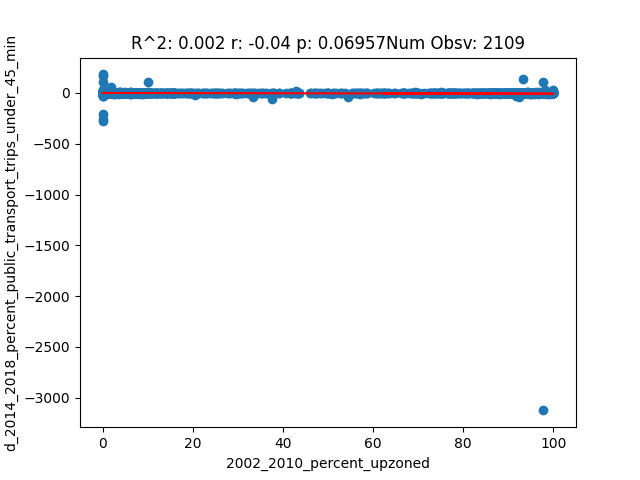 R^2: 0.002 r: -0.04 p: 0.06957Num Obsv: 2109
d_2014_2018_percent_public_transport_trips_under_45_min
0
−500
−1000
−1500
−2000
−2500
−3000
0 20 40 60 80 100
2002_2010_percent_upzoned